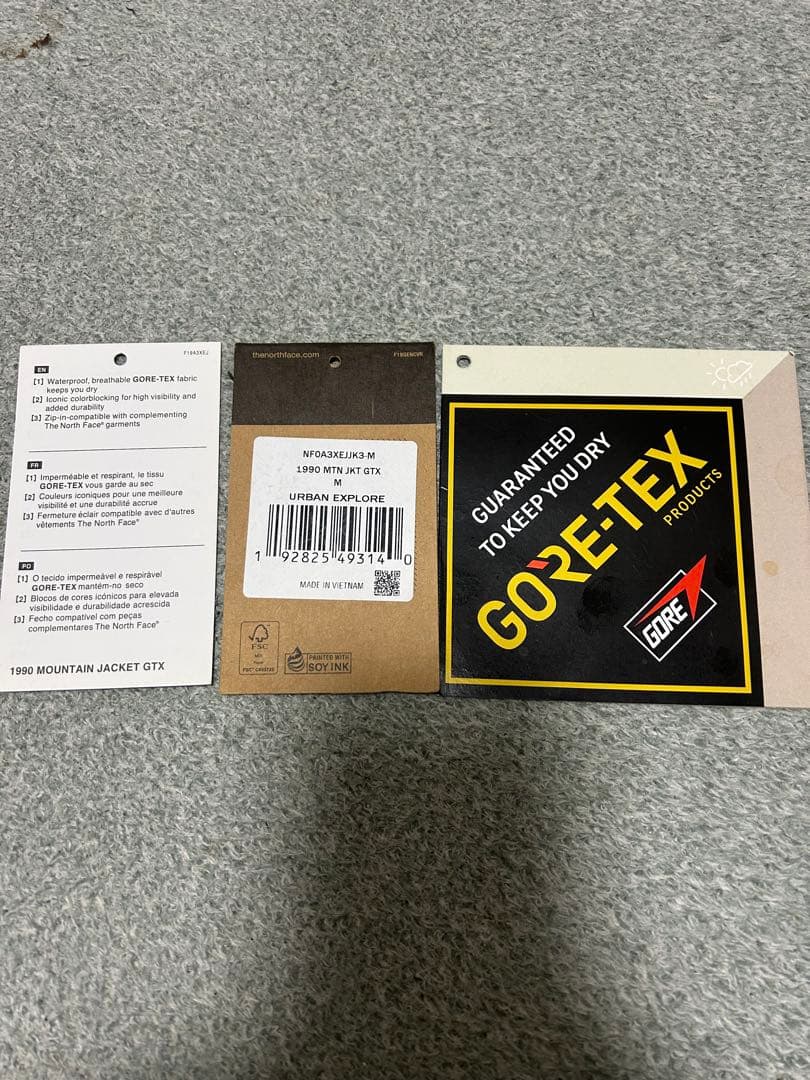 F19A3XEJ
EN
[1] Waterproof, breathable GORE-TEX fabric
keeps you dry
[2] Iconic colorblocking for high visibility and
added durability
[3] Zip-in-compatible with complementing
The North Face® garments
FR
[1] Imperméable et respirant, le tissu
GORE-TEX vous garde au sec
[2] Couleurs iconiques pour une meilleure
visibilité et une durabilité accrue
[3] Fermeture éclair compatible avec d'autres
vêtements The North Face®
PO
[1] O tecido impermeável e respirável
GORE-TEX mantém-no seco
[2] Blocos de cores icónicos para elevada
visibilidade e durabilidade acrescida
[3] Fecho compatível com peças
complementares The North Face®
1990 MOUNTAIN JACKET GTX
thenorthface.com
NF0A3XEJJK3-M
1990 MTN JKT GTX
M
URBAN EXPLORE
1 92825 49314 0
MADE IN VIETNAM
FSC
MIX
Paper
PRINTED WITH
SOY INK
GUARANTEED
TO KEEP YOU DRY
GORE-TEX
PRODUCTS
GORE